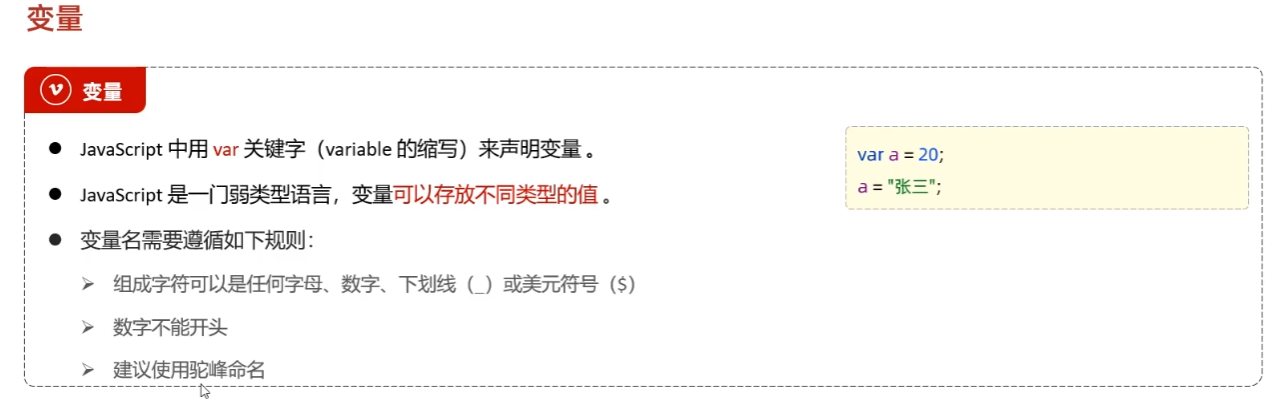 变量
变量
JavaScript 中用 var 关键字（variable 的缩写）来声明变量 。
JavaScript 是一门弱类型语言，变量可以存放不同类型的值 。
变量名需要遵循如下规则：
组成字符可以是任何字母、数字、下划线（_）或美元符号（$）
数字不能开头
建议使用驼峰命名
var a = 20;
a = "张三";